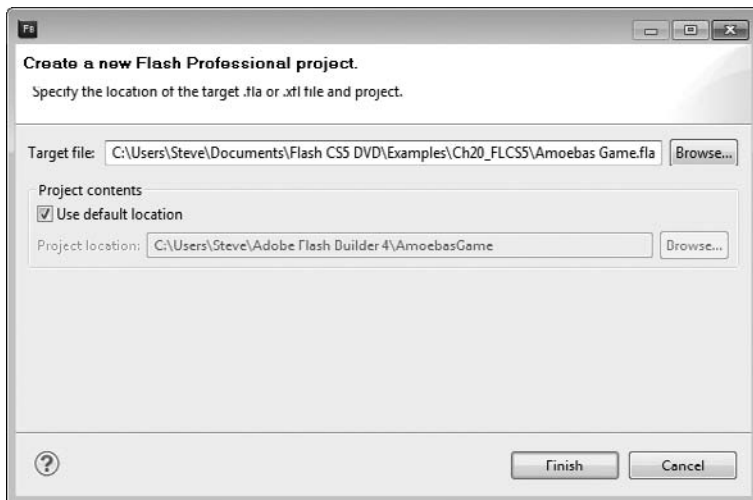 Fb
Create a new Flash Professional project.
Specify the location of the target .fla or .xfl file and project.
Target file: C:\Users\Steve\Documents\Flash CS5 DVD\Examples\Ch20_FLCS5\Amoebas Game.fla Browse...
Project contents
Use default location
Project location: C:\Users\Steve\Adobe Flash Builder 4\AmoebasGame Browse...
?
Finish Cancel